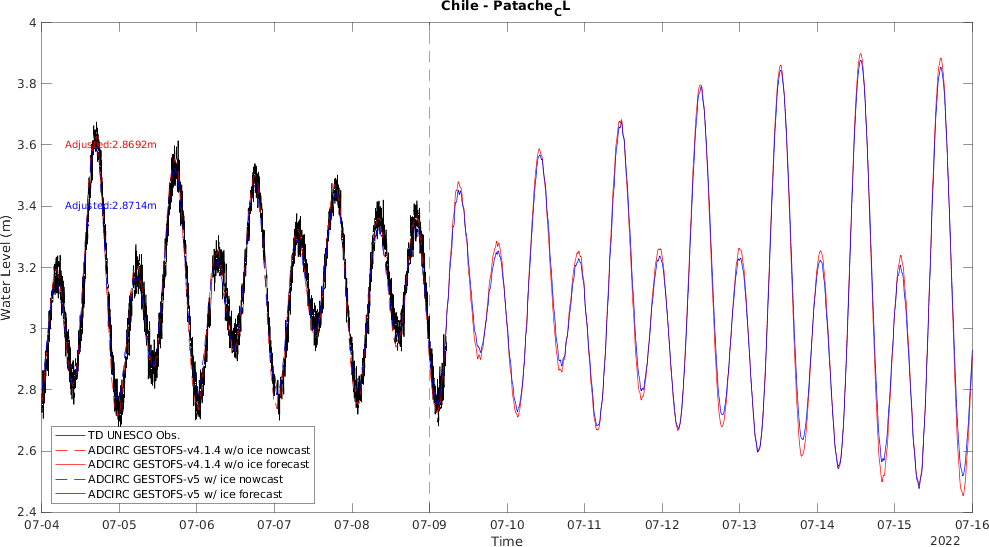 Chile - Patache_CL
4
3.8
3.6
3.4
3.2
3
2.8
2.6
2.4
Water Level (m)
Adjusted:2.8692m
Adjusted:2.8714m
TD UNESCO Obs.
ADCIRC GESTOFS-v4.1.4 w/o ice nowcast
ADCIRC GESTOFS-v4.1.4 w/o ice forecast
ADCIRC GESTOFS-v5 w/ ice nowcast
ADCIRC GESTOFS-v5 w/ ice forecast
07-04 07-05 07-06 07-07 07-08 07-09 07-10 07-11 07-12 07-13 07-14 07-15 07-16
Time
2022